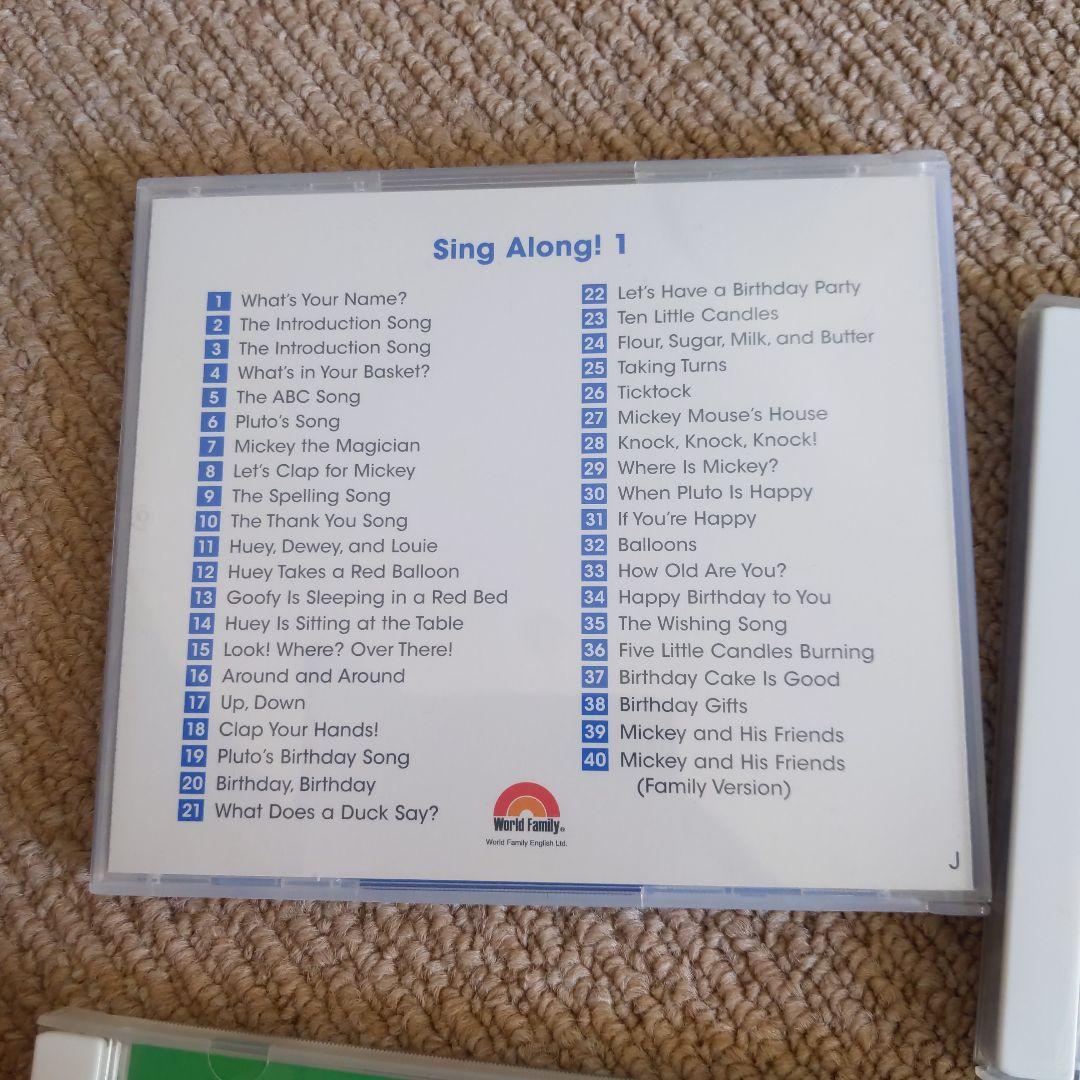 Sing Along! 1
1 What's Your Name?
2 The Introduction Song
3 The Introduction Song
4 What's in Your Basket?
5 The ABC Song
6 Pluto's Song
7 Mickey the Magician
8 Let's Clap for Mickey
9 The Spelling Song
10 The Thank You Song
11 Huey, Dewey, and Louie
12 Huey Takes a Red Balloon
13 Goofy Is Sleeping in a Red Bed
14 Huey Is Sitting at the Table
15 Look! Where? Over There!
16 Around and Around
17 Up, Down
18 Clap Your Hands!
19 Pluto's Birthday Song
20 Birthday, Birthday
21 What Does a Duck Say?
22 Let's Have a Birthday Party
23 Ten Little Candles
24 Flour, Sugar, Milk, and Butter
25 Taking Turns
26 Ticktock
27 Mickey Mouse's House
28 Knock, Knock, Knock!
29 Where Is Mickey?
30 When Pluto Is Happy
31 If You're Happy
32 Balloons
33 How Old Are You?
34 Happy Birthday to You
35 The Wishing Song
36 Five Little Candles Burning
37 Birthday Cake Is Good
38 Birthday Gifts
39 Mickey and His Friends
40 Mickey and His Friends
(Family Version)
World Family®
World Family English Ltd.
J